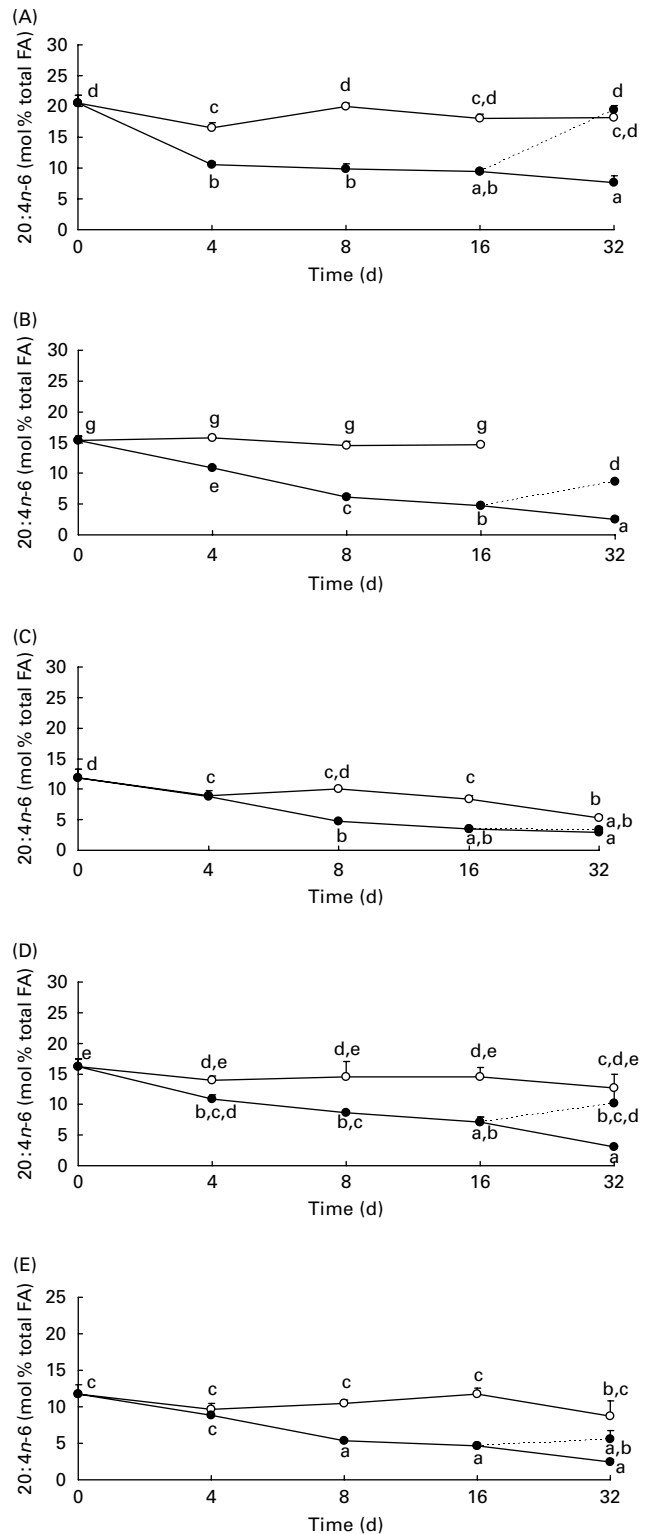 (A)
30
25
20
15
10
5
0
20:4n-6 (mol% total FA)
d
c
d
c,d
d
c,d
b
b
a,b
a
0 4 8 16 32
Time (d)
(B)
30
25
20
15
10
5
0
20:4n-6 (mol% total FA)
g
g
g
g
d
e
c
b
a
0 4 8 16 32
Time (d)
(C)
30
25
20
15
10
5
0
20:4n-6 (mol% total FA)
d
c
c,d
c
b
a,b
b
a,b
a
0 4 8 16 32
Time (d)
(D)
30
25
20
15
10
5
0
20:4n-6 (mol% total FA)
e
d,e
d,e
d,e
c,d,e
b,c,d
b,c
a,b
b,c,d
a
0 4 8 16 32
Time (d)
(E)
25
20
15
10
5
0
20:4n-6 (mol% total FA)
c
c
c
c
b,c
c
a
a
a,b
a
0 4 8 16 32
Time (d)